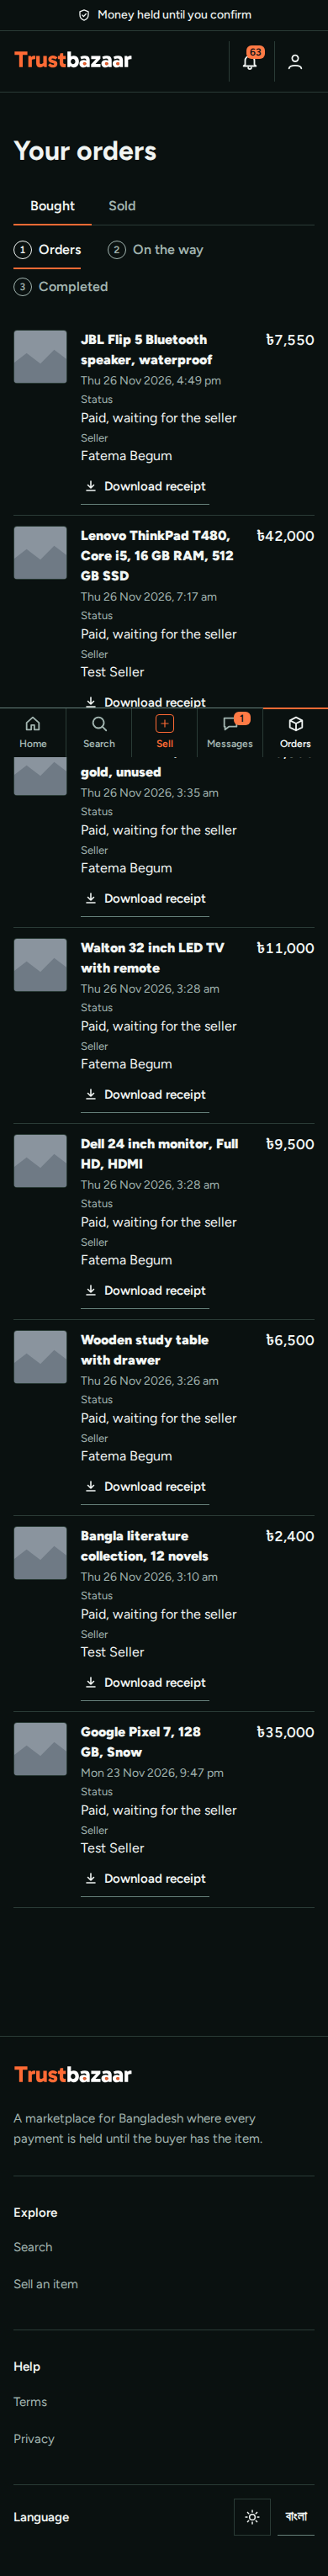 Money held until you confirm
Trustbazaar
63
Your orders
Bought Sold
1 Orders 2 On the way
3 Completed
JBL Flip 5 Bluetooth ৳7,550
speaker, waterproof
Thu 26 Nov 2026, 4:49 pm
Status
Paid, waiting for the seller
Seller
Fatema Begum
Download receipt
Lenovo ThinkPad T480, ৳42,000
Core i5, 16 GB RAM, 512
GB SSD
Thu 26 Nov 2026, 7:17 am
Status
Paid, waiting for the seller
Seller
Test Seller
Download receipt
1
Home Search Sell Messages Orders
gold, unused
Thu 26 Nov 2026, 3:35 am
Status
Paid, waiting for the seller
Seller
Fatema Begum
Download receipt
Walton 32 inch LED TV ৳11,000
with remote
Thu 26 Nov 2026, 3:28 am
Status
Paid, waiting for the seller
Seller
Fatema Begum
Download receipt
Dell 24 inch monitor, Full ৳9,500
HD, HDMI
Thu 26 Nov 2026, 3:28 am
Status
Paid, waiting for the seller
Seller
Fatema Begum
Download receipt
Wooden study table ৳6,500
with drawer
Thu 26 Nov 2026, 3:26 am
Status
Paid, waiting for the seller
Seller
Fatema Begum
Download receipt
Bangla literature ৳2,400
collection, 12 novels
Thu 26 Nov 2026, 3:10 am
Status
Paid, waiting for the seller
Seller
Test Seller
Download receipt
Google Pixel 7, 128 ৳35,000
GB, Snow
Mon 23 Nov 2026, 9:47 pm
Status
Paid, waiting for the seller
Seller
Test Seller
Download receipt
Trustbazaar
A marketplace for Bangladesh where every
payment is held until the buyer has the item.
Explore
Search
Sell an item
Help
Terms
Privacy
Language বাংলা